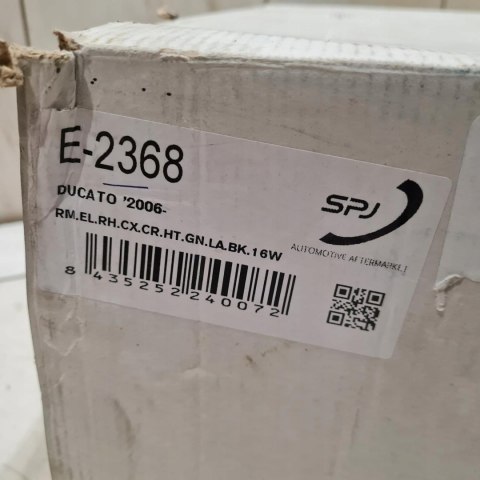 E-2368
DUCATO '2006-
RM.EL.RH.CX.CR.HT.GN.LA.BK.16W
8 435252 240072
SPJ
AUTOMOTIVE AFTERMARKET